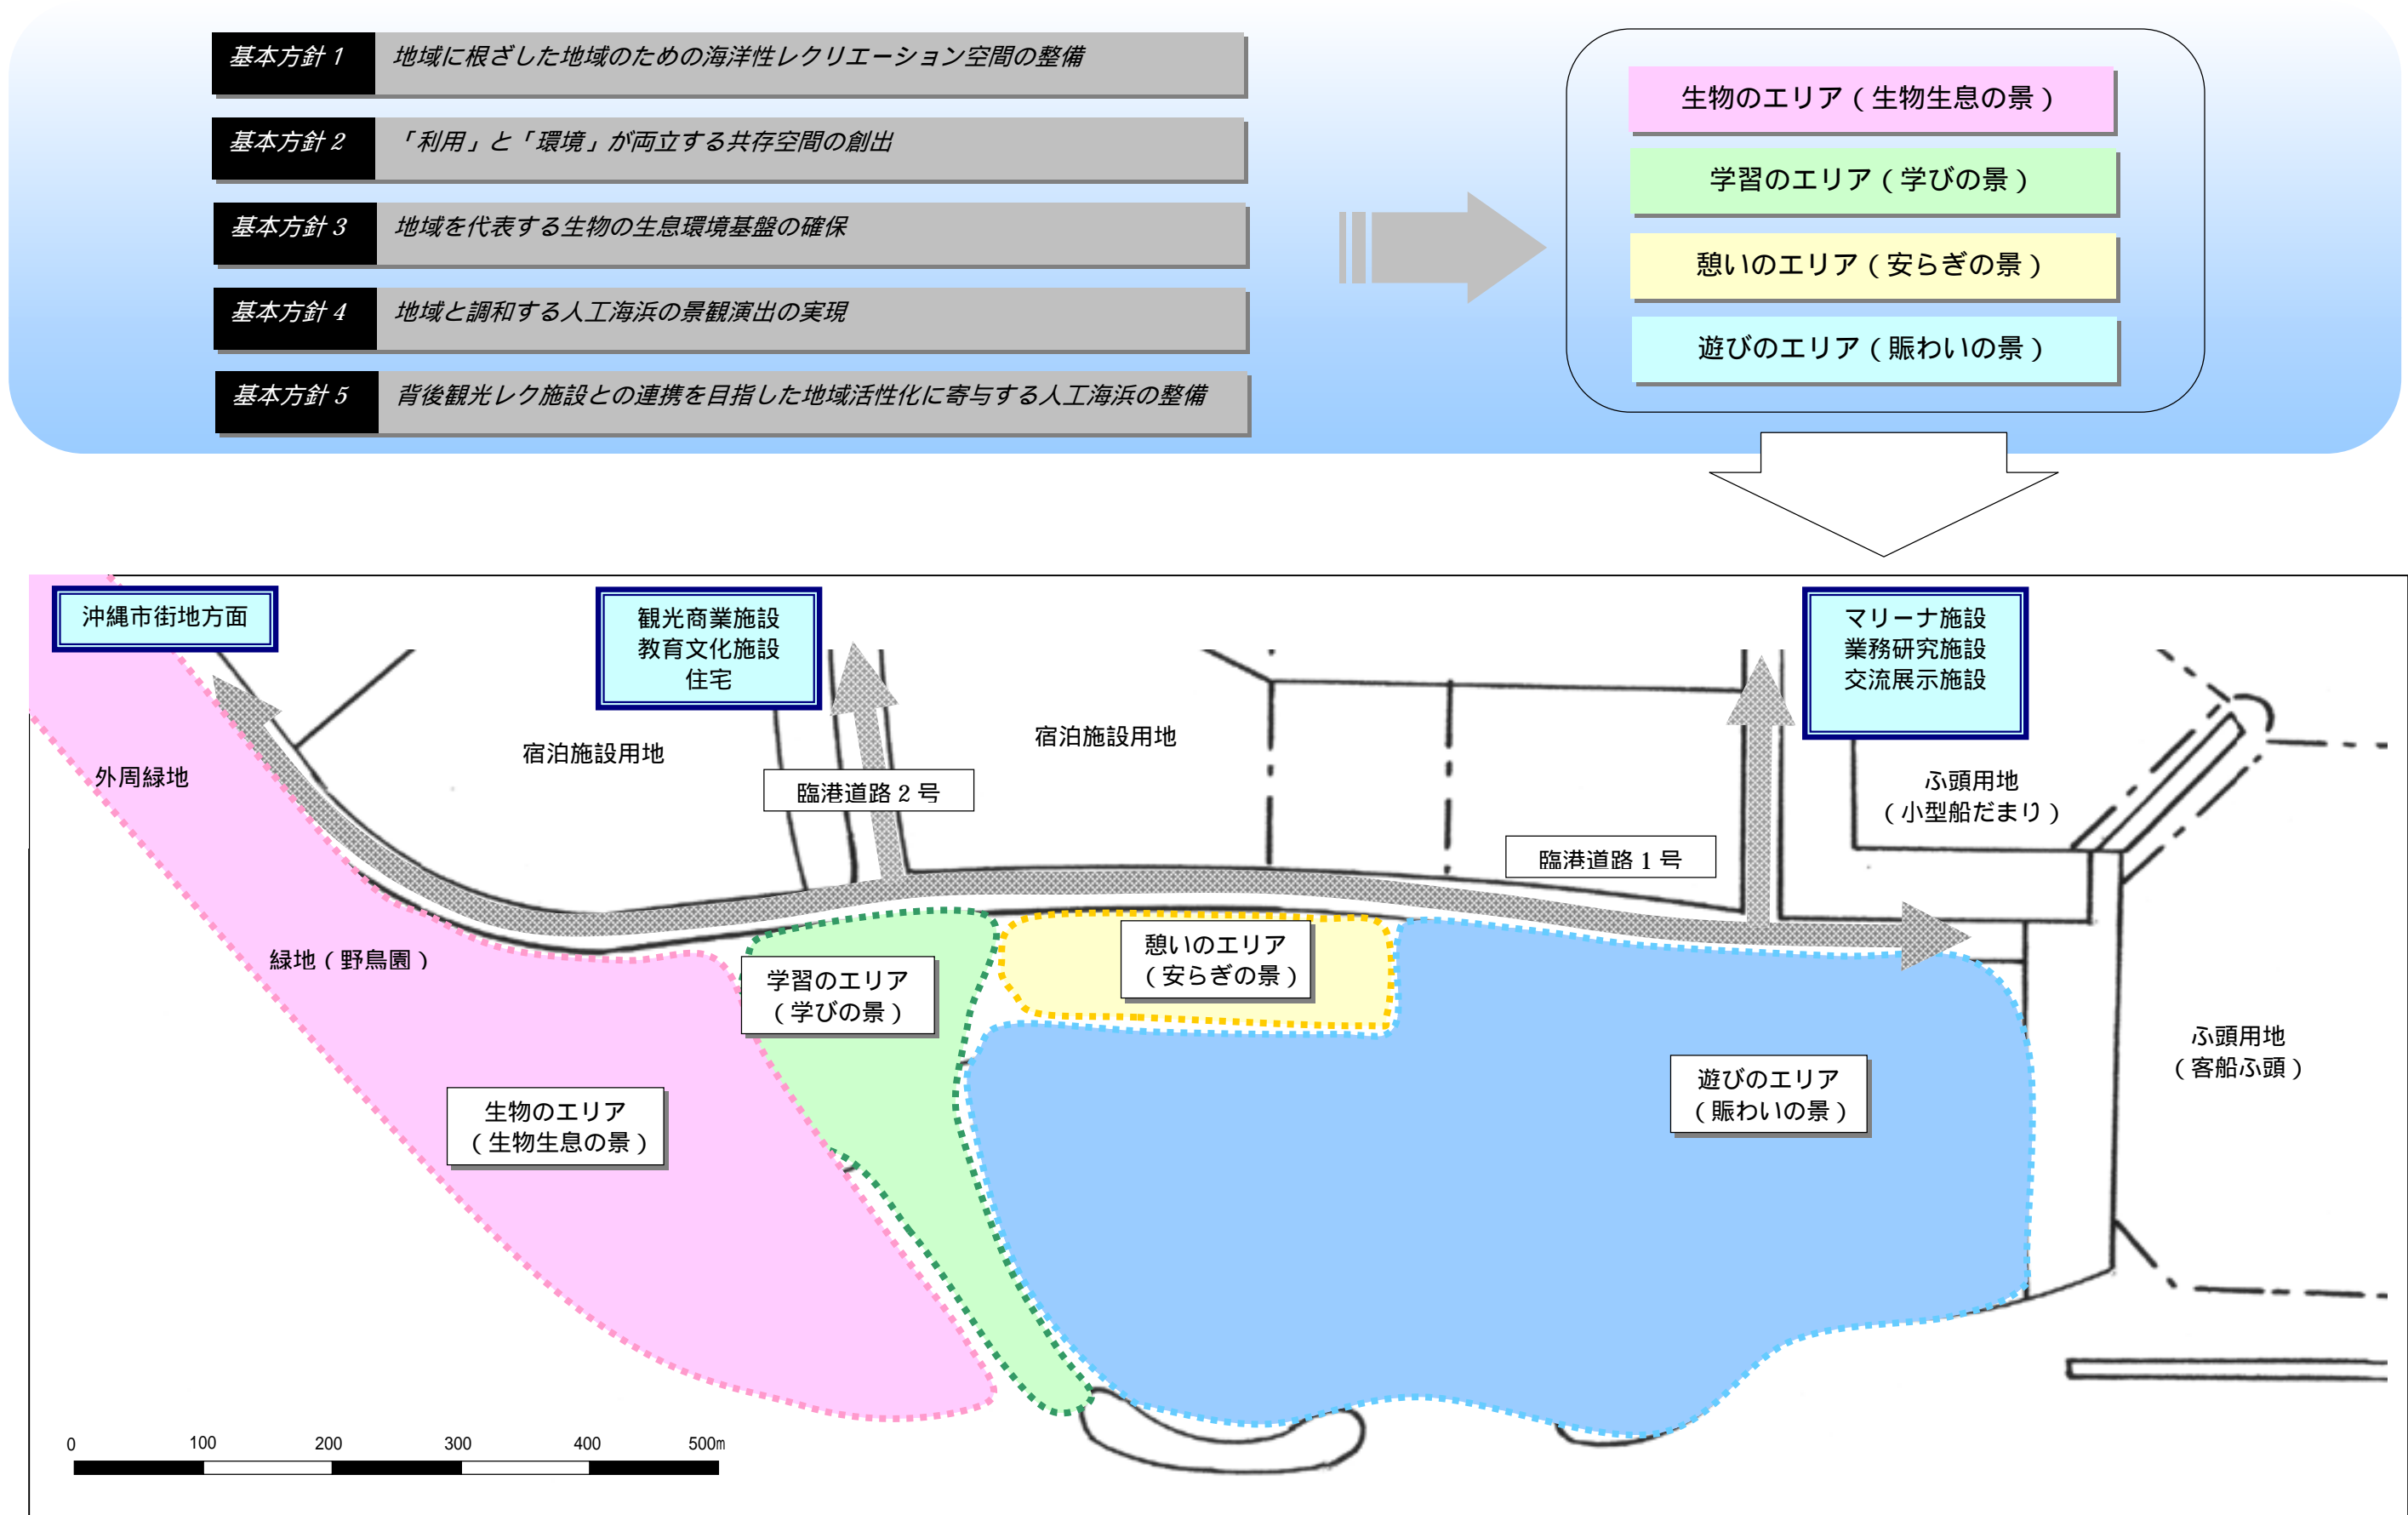 基本方針 1 地域に根ざした地域のための海洋性レクリエーション空間の整備
基本方針 2 「利用」と「環境」が両立する共存空間の創出
基本方針 3 地域を代表する生物の生息環境基盤の確保
基本方針 4 地域と調和する人工海浜の景観演出の実現
基本方針 5 背後観光レク施設との連携を目指した地域活性化に寄与する人工海浜の整備
生物のエリア（生物生息の景）
学習のエリア（学びの景）
憩いのエリア（安らぎの景）
遊びのエリア（賑わいの景）
沖縄市街地方面
観光商業施設
教育文化施設
住宅
マリーナ施設
業務研究施設
交流展示施設
外周緑地
宿泊施設用地
宿泊施設用地
臨港道路 2 号
臨港道路 1 号
ふ頭用地
（小型船だまり）
緑地（野鳥園）
学習のエリア
（学びの景）
憩いのエリア
（安らぎの景）
生物のエリア
（生物生息の景）
遊びのエリア
（賑わいの景）
ふ頭用地
（客船ふ頭）
0 100 200 300 400 500m